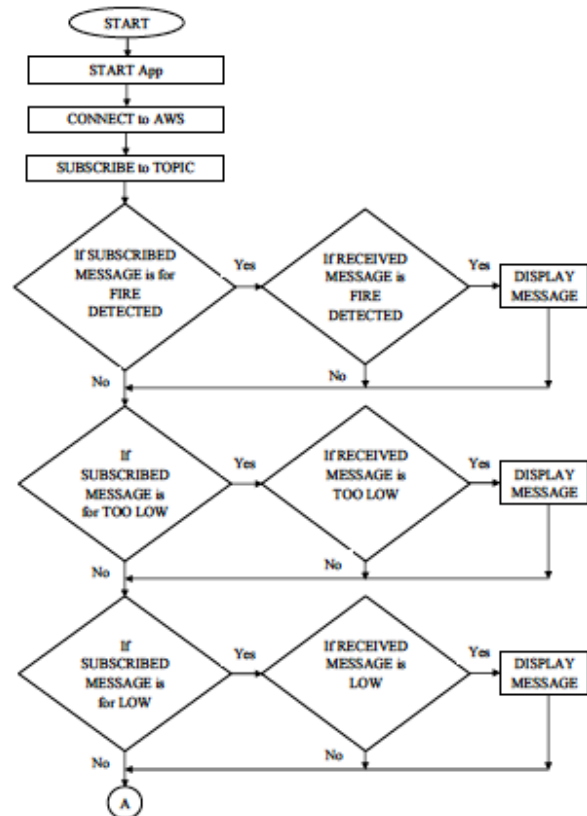 START
START App
CONNECT to AWS
SUBSCRIBE to TOPIC
If SUBSCRIBED
MESSAGE is for
FIRE
DETECTED
Yes
If RECEIVED
MESSAGE is
FIRE
DETECTED
Yes
DISPLAY
MESSAGE
No
No
If
SUBSCRIBED
MESSAGE is
for TOO LOW
Yes
If RECEIVED
MESSAGE is
TOO LOW
Yes
DISPLAY
MESSAGE
No
No
If
SUBSCRIBED
MESSAGE is
for LOW
Yes
If RECEIVED
MESSAGE is
LOW
Yes
DISPLAY
MESSAGE
No
No
A